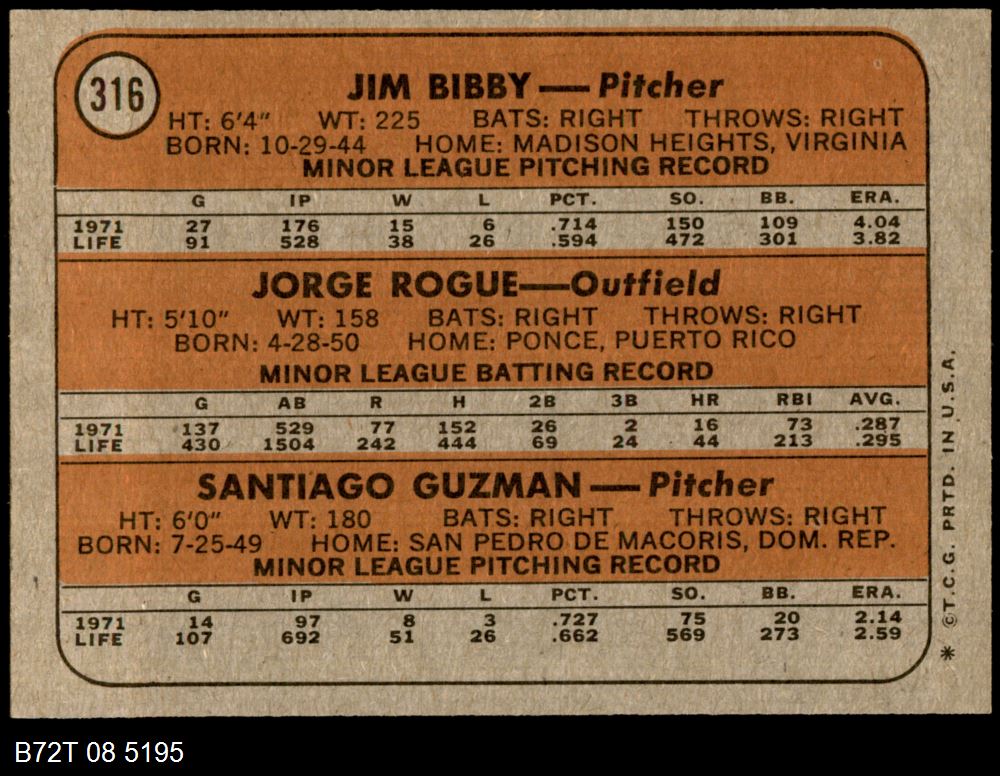 316
JIM BIBBY—Pitcher
HT: 6'4" WT: 225 BATS: RIGHT THROWS: RIGHT
BORN: 10-29-44 HOME: MADISON HEIGHTS, VIRGINIA
MINOR LEAGUE PITCHING RECORD
G IP W L PCT. SO. BB. ERA.
1971 27 176 15 6 .714 150 109 4.04
LIFE 91 528 38 26 .594 472 301 3.82
JORGE ROGUE—Outfield
HT: 5'10" WT: 158 BATS: RIGHT THROWS: RIGHT
BORN: 4-28-50 HOME: PONCE, PUERTO RICO
MINOR LEAGUE BATTING RECORD
G AB R H 2B 3B HR RBI AVG.
1971 137 529 77 152 26 2 16 73 .287
LIFE 430 1504 242 444 69 24 44 213 .295
SANTIAGO GUZMAN—Pitcher
HT: 6'0" WT: 180 BATS: RIGHT THROWS: RIGHT
BORN: 7-25-49 HOME: SAN PEDRO DE MACORIS, DOM. REP.
MINOR LEAGUE PITCHING RECORD
G IP W L PCT. SO. BB. ERA.
1971 14 97 8 3 .727 75 20 2.14
LIFE 107 692 51 26 .662 569 273 2.59
* ©T.C.G. PRTD. IN U.S.A.
B72T 08 5195